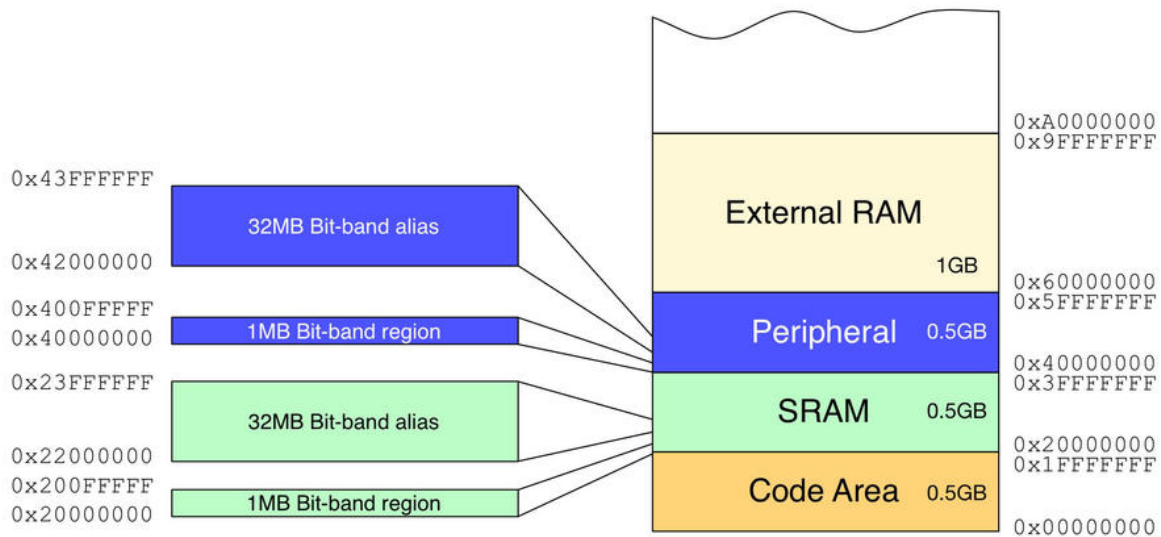 0xA0000000
0x9FFFFFFF
0x43FFFFFF
32MB Bit-band alias
0x42000000
External RAM
1GB
0x60000000
0x5FFFFFFF
0x400FFFFF
1MB Bit-band region
0x40000000
Peripheral 0.5GB
0x40000000
0x3FFFFFFF
0x23FFFFFF
32MB Bit-band alias
0x22000000
SRAM 0.5GB
0x20000000
0x1FFFFFFF
0x200FFFFF
1MB Bit-band region
0x20000000
Code Area 0.5GB
0x00000000